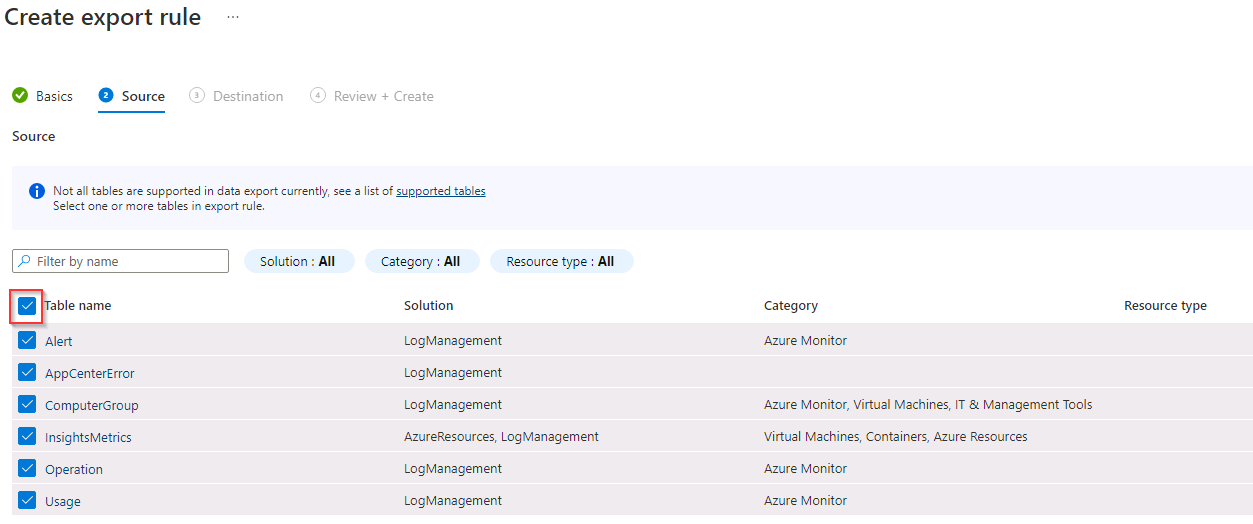 Create export rule ...
Basics 2 Source 3 Destination 4 Review + Create
Source
Not all tables are supported in data export currently, see a list of supported tables
Select one or more tables in export rule.
Filter by name Solution : All Category : All Resource type : All
Table name Solution Category Resource type
Alert LogManagement Azure Monitor
AppCenterError LogManagement
ComputerGroup LogManagement Azure Monitor, Virtual Machines, IT & Management Tools
InsightsMetrics AzureResources, LogManagement Virtual Machines, Containers, Azure Resources
Operation LogManagement Azure Monitor
Usage LogManagement Azure Monitor